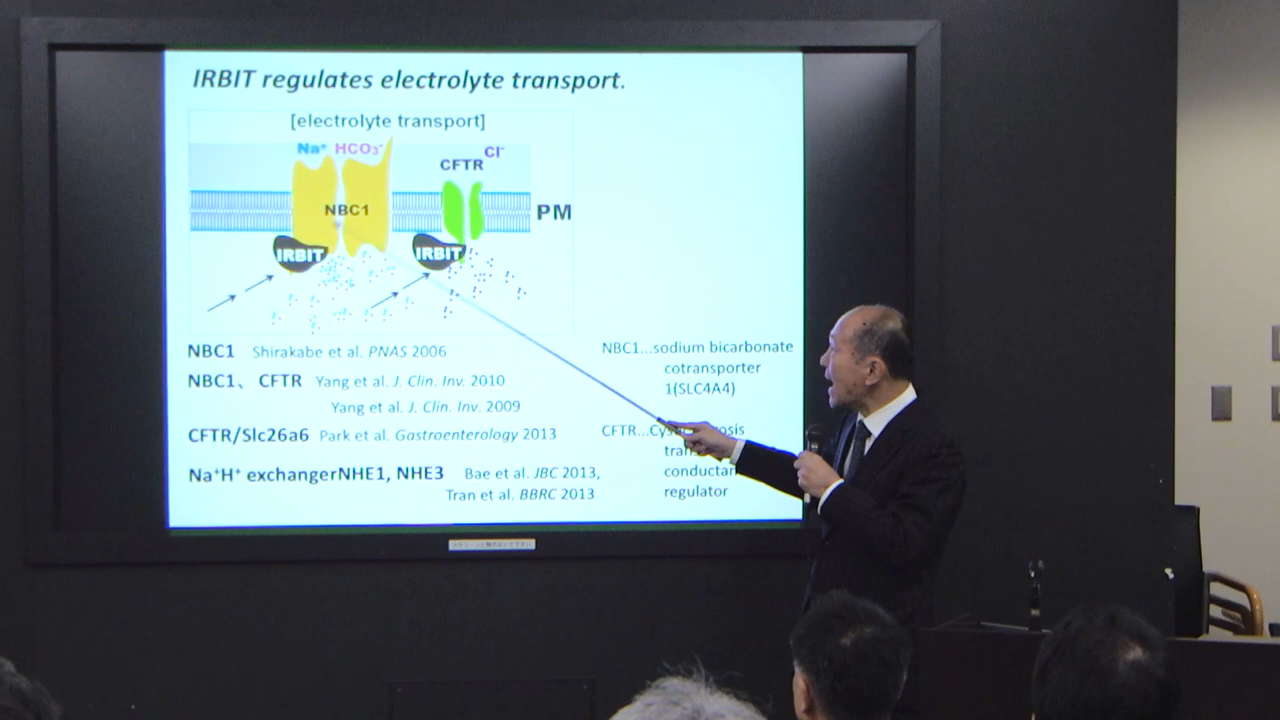 IRBIT regulates electrolyte transport.
[electrolyte transport]
Na⁺ HCO₃⁻
Cl⁻
CFTR
NBC1
PM
IRBIT
IRBIT
NBC1 Shirakabe et al. PNAS 2006
NBC1、 CFTR Yang et al. J. Clin. Inv. 2010
Yang et al. J. Clin. Inv. 2009
CFTR/Slc26a6 Park et al. Gastroenterology 2013
Na⁺H⁺ exchangerNHE1, NHE3 Bae et al. JBC 2013,
Tran et al. BBRC 2013
NBC1...sodium bicarbonate
cotransporter
1(SLC4A4)
CFTR...Cys
regulator